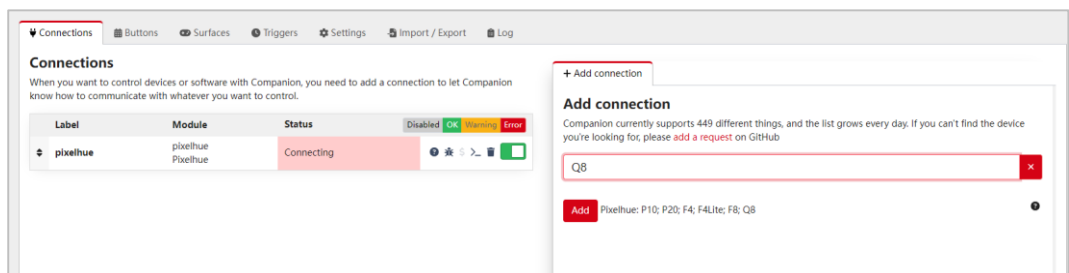 Connections Buttons Surfaces Triggers Settings Import / Export Log
Connections
When you want to control devices or software with Companion, you need to add a connection to let Companion
know how to communicate with whatever you want to control.
Label Module Status Disabled OK Warning Error
pixelhue pixelhue Connecting
Pixelhue
+ Add connection
Add connection
Companion currently supports 449 different things, and the list grows every day. If you can't find the device
you're looking for, please add a request on GitHub
Q8
Add Pixelhue: P10; P20; F4; F4Lite; F8; Q8